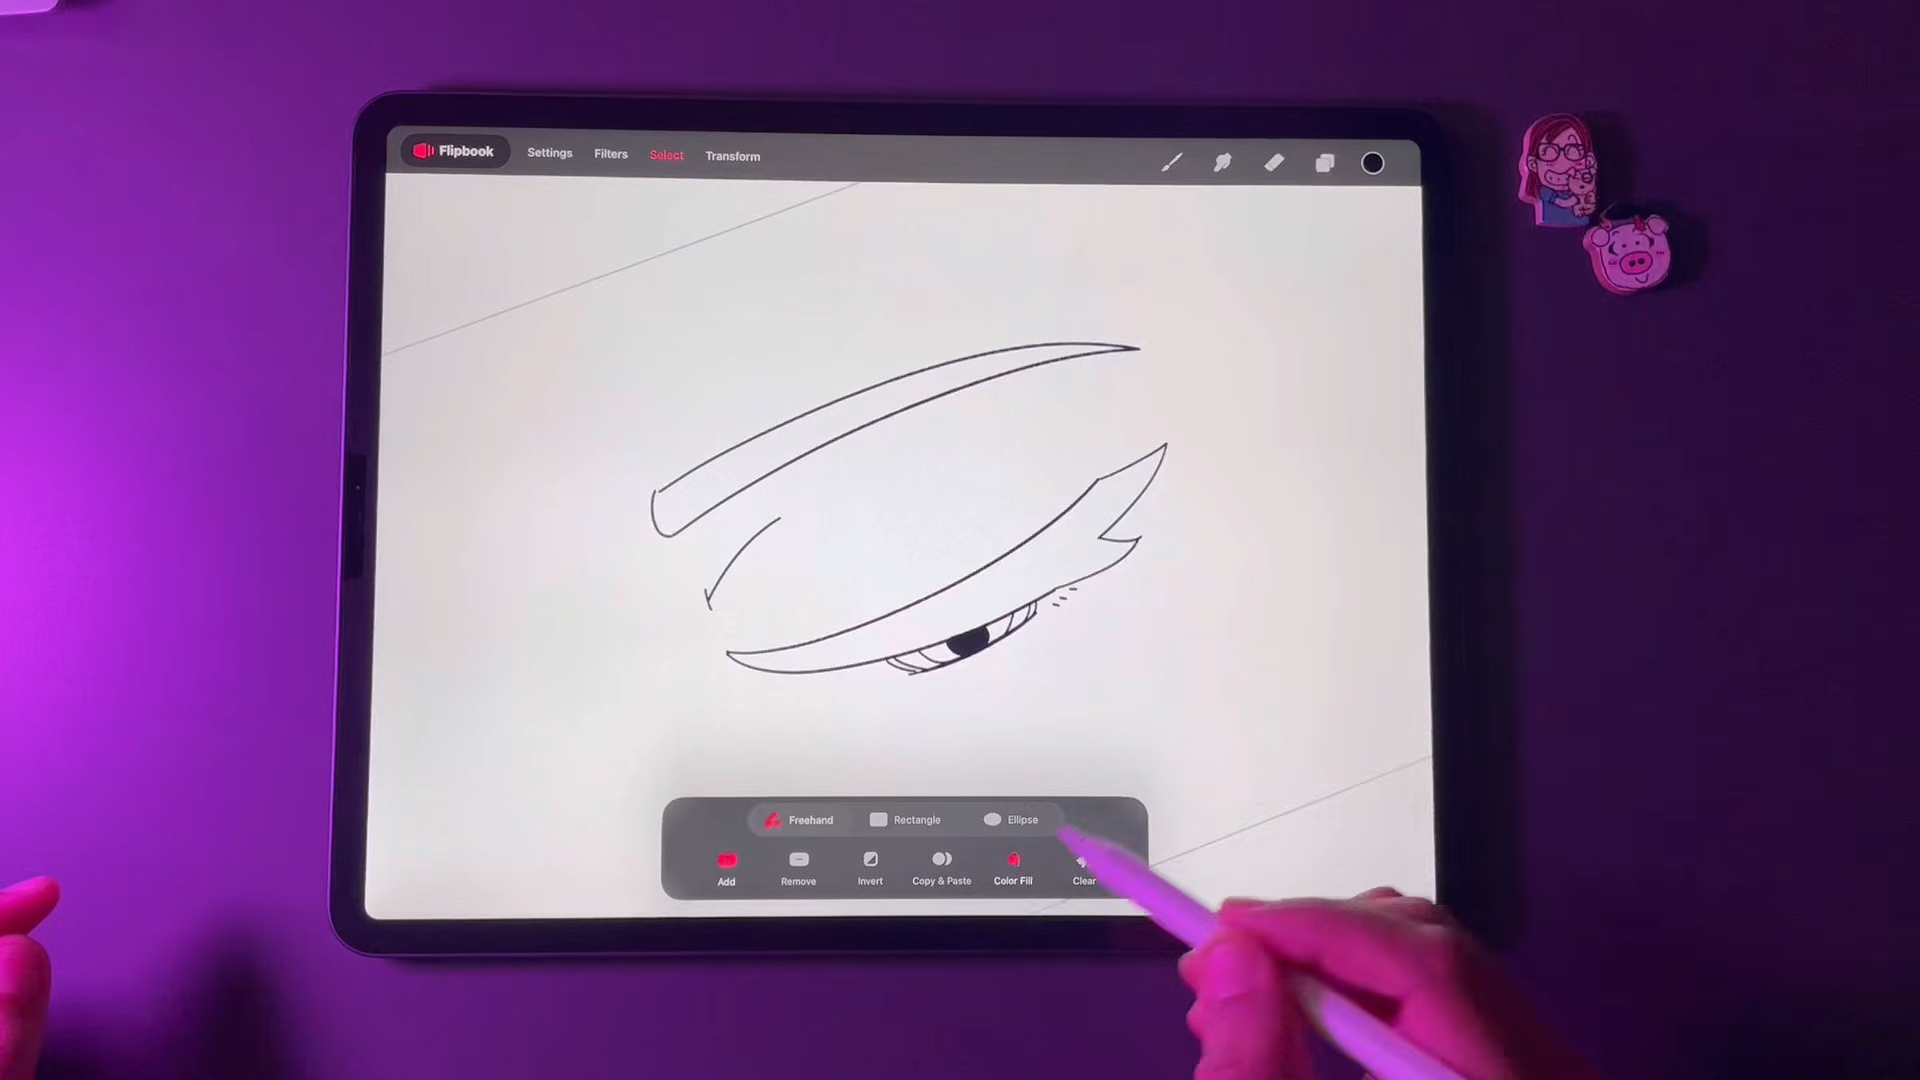 Flipbook Settings Filters Select Transform
Freehand Rectangle Ellipse
Add Remove Invert Copy & Paste Color Fill Clear